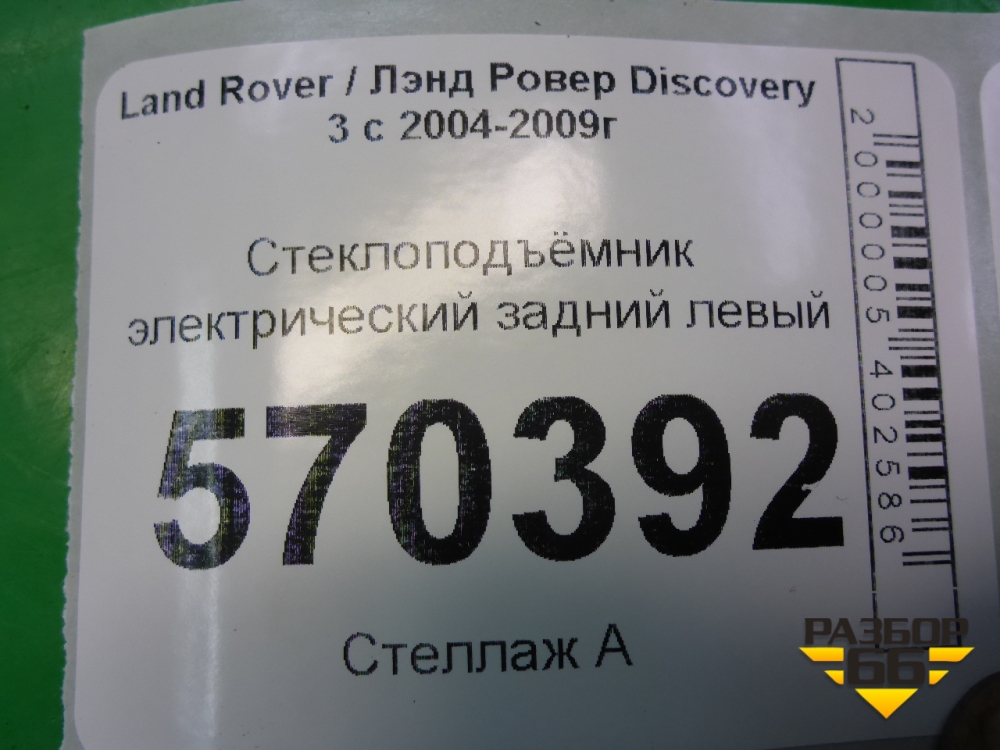 Land Rover / Лэнд Ровер Discovery
3 с 2004-2009г
Стеклоподъёмник
электрический задний левый
570392
Стеллаж А
2000005402586
РАЗБОР
66